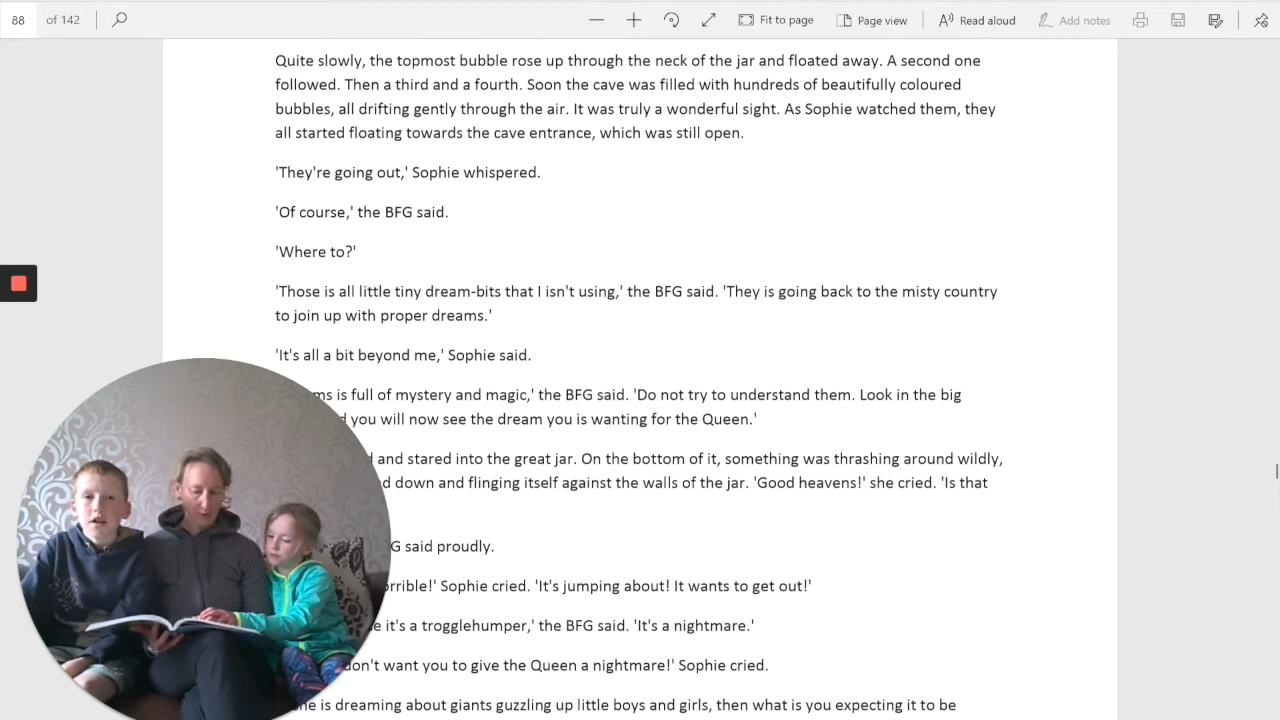 88 of 142 Fit to page Page view Read aloud Add notes
Quite slowly, the topmost bubble rose up through the neck of the jar and floated away. A second one
followed. Then a third and a fourth. Soon the cave was filled with hundreds of beautifully coloured
bubbles, all drifting gently through the air. It was truly a wonderful sight. As Sophie watched them, they
all started floating towards the cave entrance, which was still open.
'They're going out,' Sophie whispered.
'Of course,' the BFG said.
'Where to?'
'Those is all little tiny dream-bits that I isn't using,' the BFG said. 'They is going back to the misty country
to join up with proper dreams.'
'It's all a bit beyond me,' Sophie said.
is full of mystery and magic,' the BFG said. 'Do not try to understand them. Look in the big
you will now see the dream you is wanting for the Queen.'
and stared into the great jar. On the bottom of it, something was thrashing around wildly,
down and flinging itself against the walls of the jar. 'Good heavens!' she cried. 'Is that
said proudly.
Sophie cried. 'It's jumping about! It wants to get out!'
it's a trogglehumper,' the BFG said. 'It's a nightmare.'
don't want you to give the Queen a nightmare!' Sophie cried.
is dreaming about giants guzzling up little boys and girls, then what is you expecting it to be